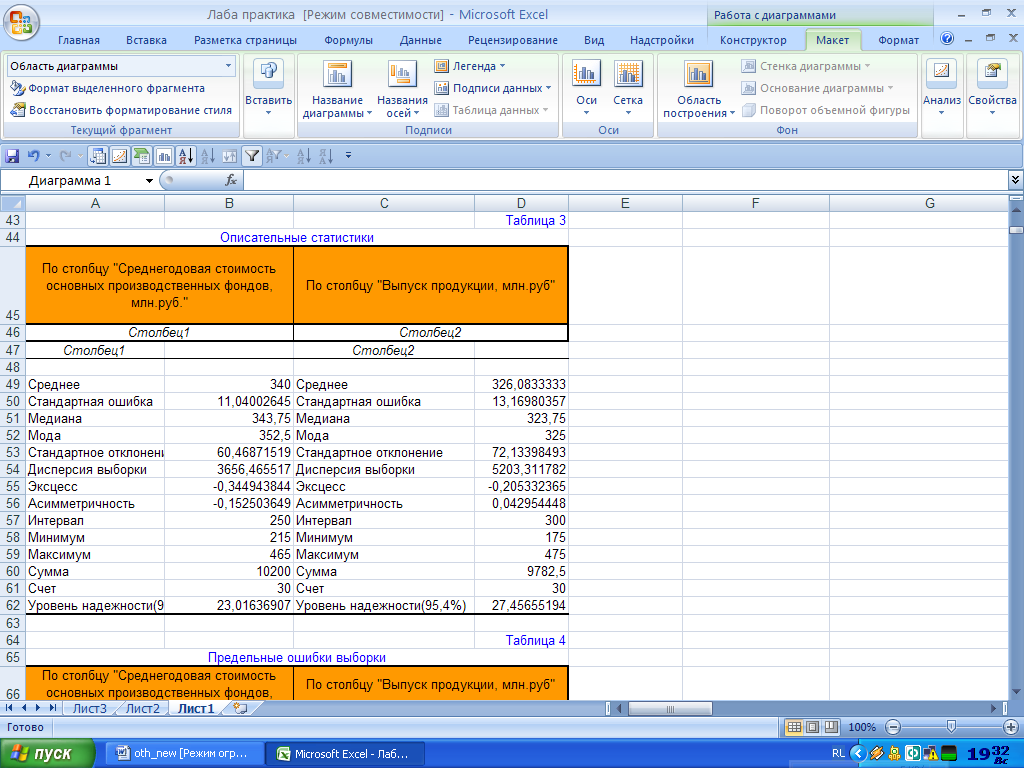 Лаба практика [Режим совместимости] - Microsoft Excel
Работа с диаграммами
Главная Вставка Разметка страницы Формулы Данные Рецензирование Вид Надстройки Конструктор Макет Формат
Область диаграммы
Формат выделенного фрагмента
Восстановить форматирование стиля
Текущий фрагмент
Вставить
Название диаграммы
Названия осей
Легенда
Подписи данных
Таблица данных
Подписи
Оси
Сетка
Оси
Область построения
Стенка диаграммы
Основание диаграммы
Поворот объемной фигуры
Фон
Анализ
Свойства
Диаграмма 1 fx
A B C D E F G
43 Таблица 3
44 Описательные статистики
45 По столбцу "Среднегодовая стоимость основных производственных фондов, млн.руб." По столбцу "Выпуск продукции, млн.руб"
46 Столбец1 Столбец2
47 Столбец1 Столбец2
48
49 Среднее 340 Среднее 326,0833333
50 Стандартная ошибка 11,04002645 Стандартная ошибка 13,16980357
51 Медиана 343,75 Медиана 323,75
52 Мода 352,5 Мода 325
53 Стандартное отклонени 60,46871519 Стандартное отклонение 72,13398493
54 Дисперсия выборки 3656,465517 Дисперсия выборки 5203,311782
55 Эксцесс -0,344943844 Эксцесс -0,205332365
56 Асимметричность -0,152503649 Асимметричность 0,042954448
57 Интервал 250 Интервал 300
58 Минимум 215 Минимум 175
59 Максимум 465 Максимум 475
60 Сумма 10200 Сумма 9782,5
61 Счет 30 Счет 30
62 Уровень надежности(9 23,01636907 Уровень надежности(95,4%) 27,45655194
63
64 Таблица 4
65 Предельные ошибки выборки
66 По столбцу "Среднегодовая стоимость основных производственных фондов, По столбцу "Выпуск продукции, млн.руб"
Лист3 Лист2 Лист1
Готово 100%
пуск oth_new [Режим огр... Microsoft Excel - Лаб... RL 19 32 Вс